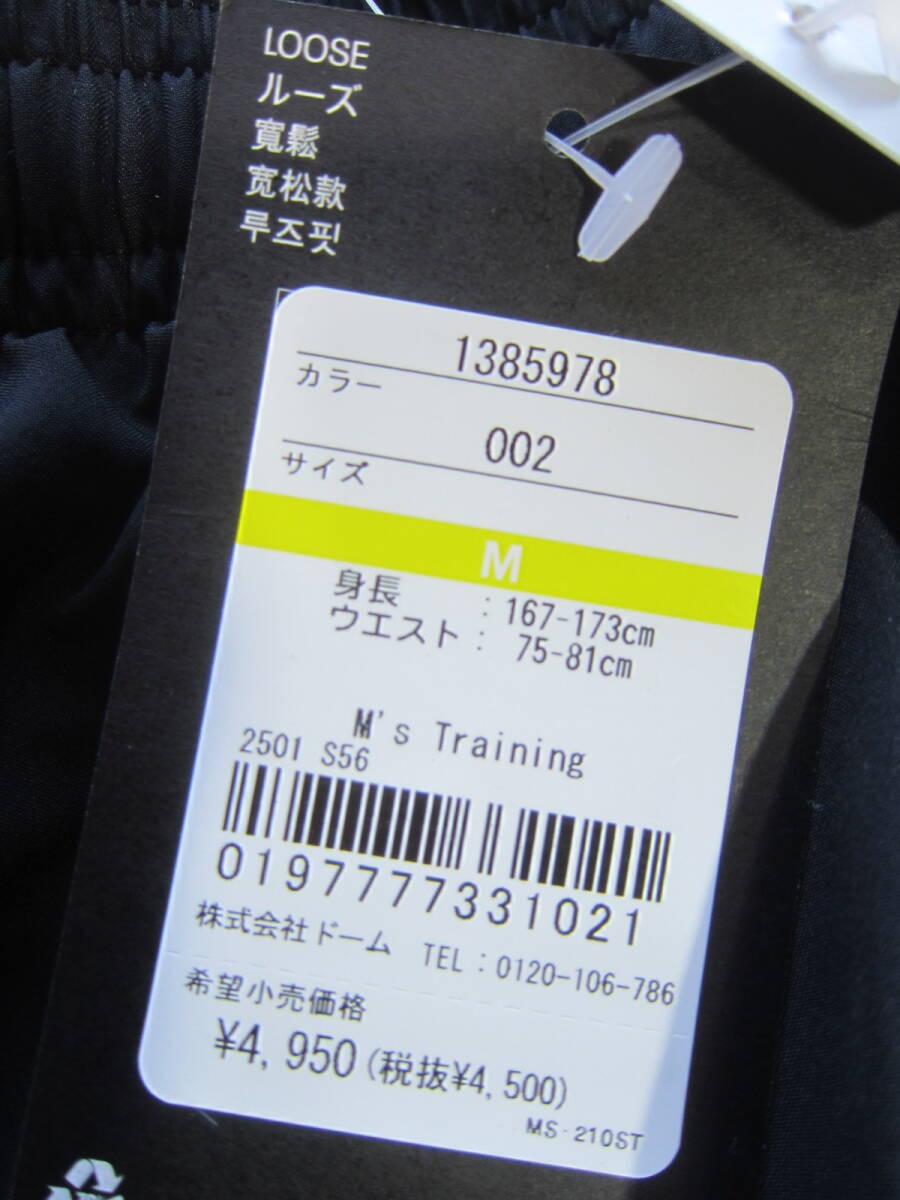 LOOSE
ルーズ
寬鬆
宽松款
루즈핏
1385978
カラー
002
サイズ
M
身長 : 167-173cm
ウエスト : 75-81cm
M's Training
2501 S56
019777331021
株式会社ドーム TEL:0120-106-786
希望小売価格
¥4,950(税抜¥4,500)
MS-210ST